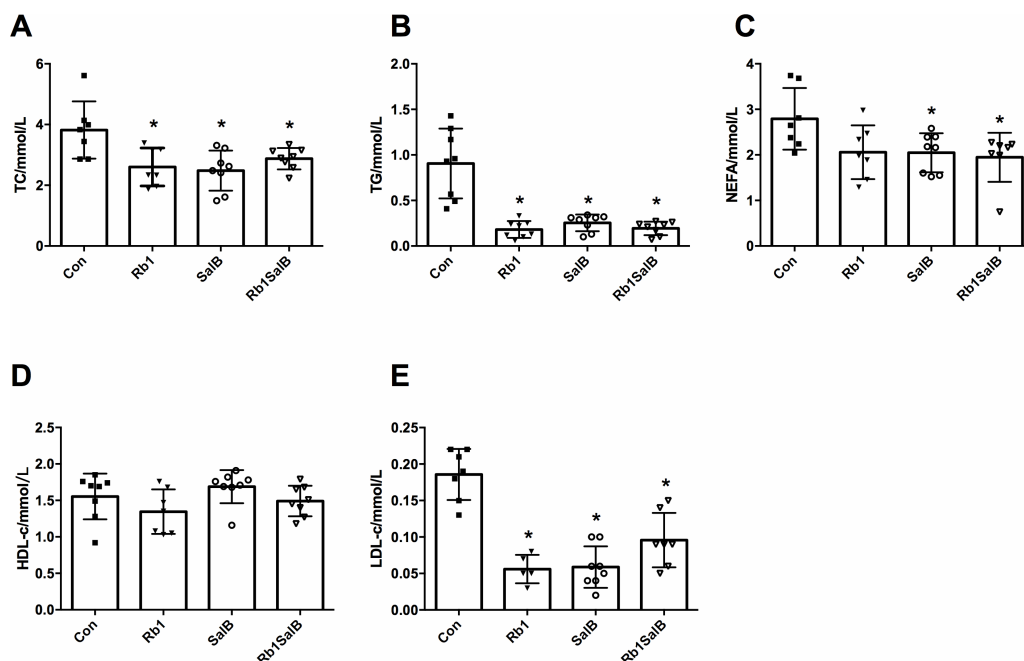 A
TC/mmol/L
6
4
2
0
* * *
Con Rb1 SalB Rb1SalB
B
TG/mmol/L
2.0
1.5
1.0
0.5
0.0
* * *
Con Rb1 SalB Rb1SalB
C
NEFA/mmol/L
4
3
2
1
0
* *
Con Rb1 SalB Rb1SalB
D
HDL-c/mmol/L
2.5
2.0
1.5
1.0
0.5
0.0
Con Rb1 SalB Rb1SalB
E
LDL-c/mmol/L
0.25
0.20
0.15
0.10
0.05
0.00
* * *
Con Rb1 SalB Rb1SalB